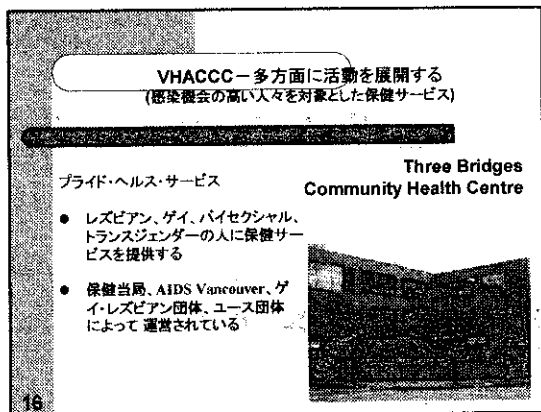 VHACCC－多方面に活動を展開する
(感染機会の高い人々を対象とした保健サービス)
プライド・ヘルス・サービス
● レズビアン、ゲイ、バイセクシャル、
トランスジェンダーの人に保健サー
ビスを提供する
● 保健当局、AIDS Vancouver、ゲ
イ・レズビアン団体、ユース団体
によって 運営されている
Three Bridges
Community Health Centre
16